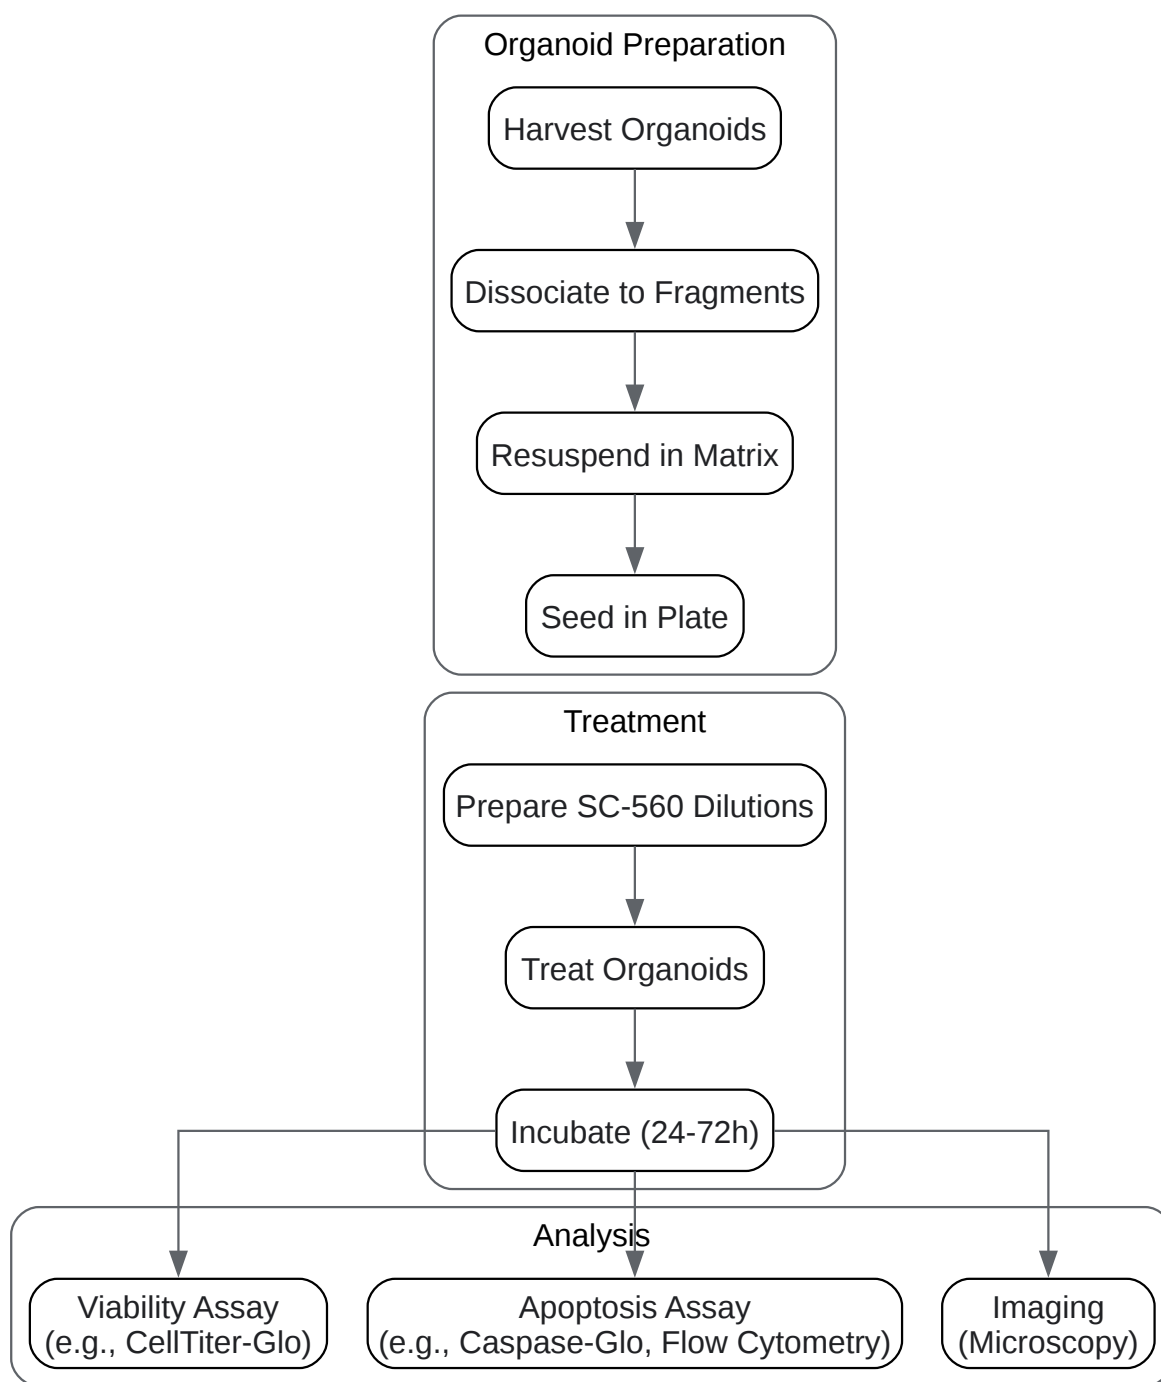 Organoid Preparation
Harvest Organoids
Dissociate to Fragments
Resuspend in Matrix
Seed in Plate
Treatment
Prepare SC-560 Dilutions
Treat Organoids
Incubate (24-72h)
Analysis
Viability Assay
(e.g., CellTiter-Glo)
Apoptosis Assay
(e.g., Caspase-Glo, Flow Cytometry)
Imaging
(Microscopy)